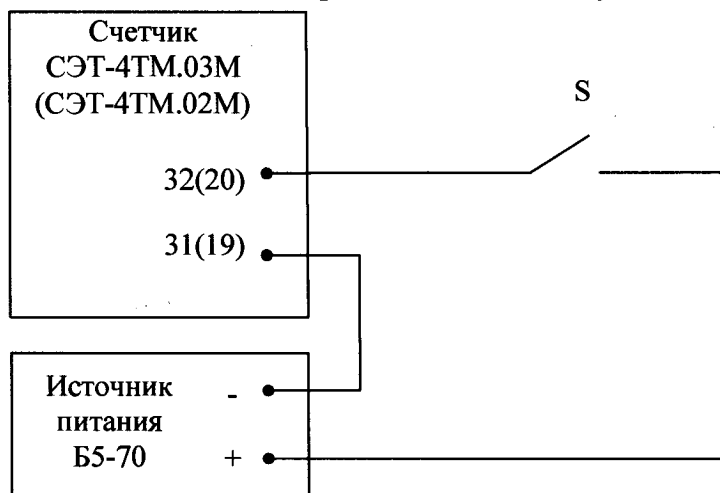 Счетчик
СЭТ-4ТМ.03М
(СЭТ-4ТМ.02М)
S
32(20)
31(19)
Источник
питания
Б5-70
-
+